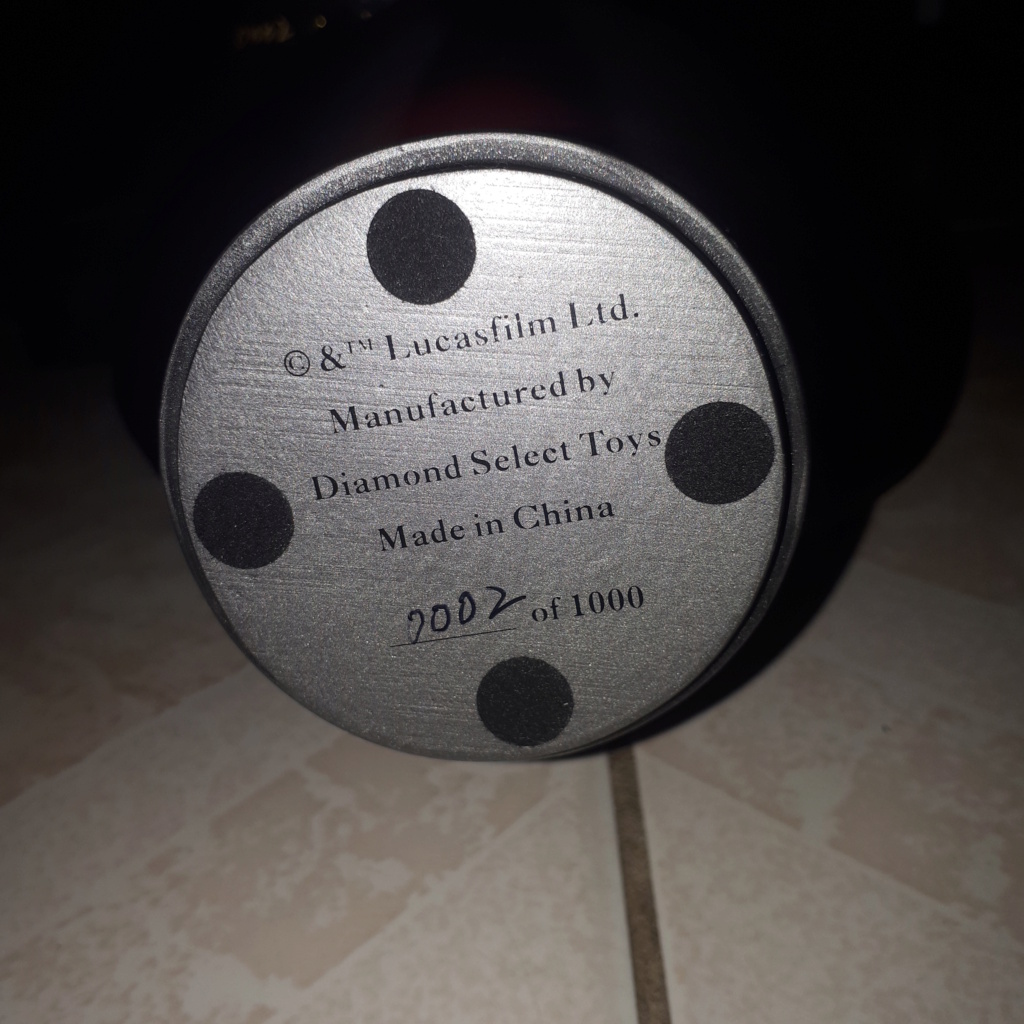 ©&™ Lucasfilm Ltd.
Manufactured by
Diamond Select Toys
Made in China
0002 of 1000